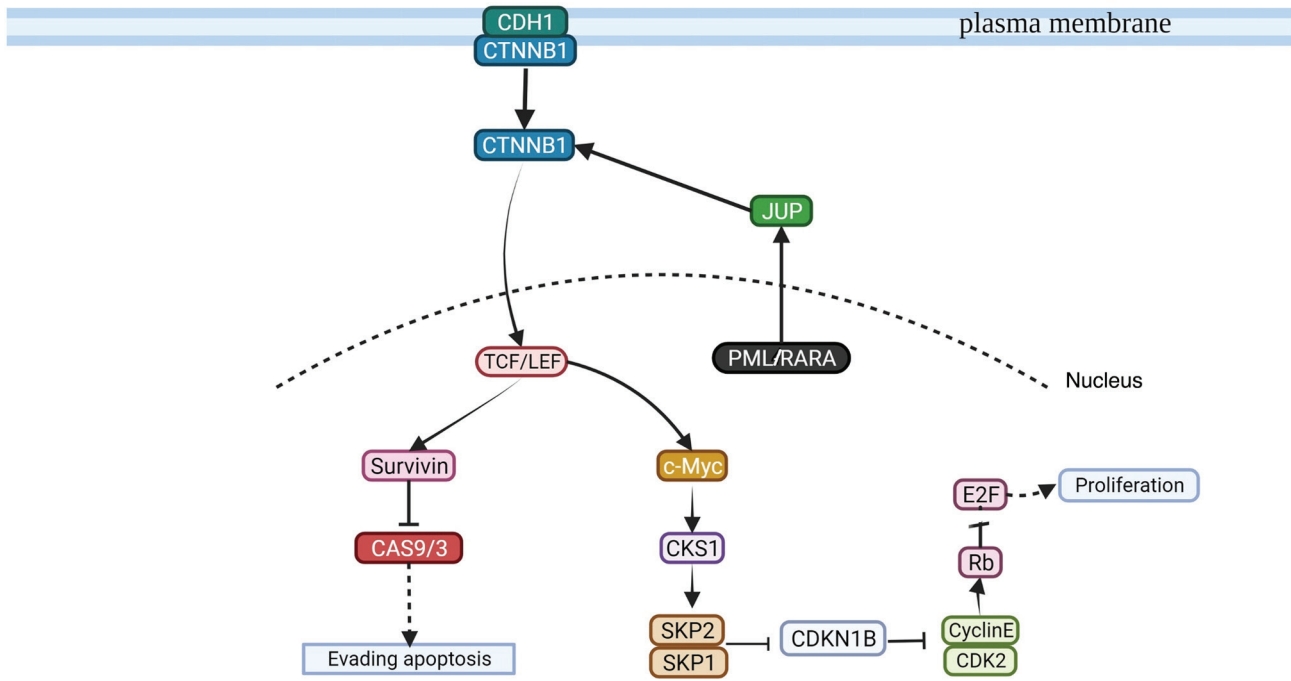 CDH1
plasma membrane
CTNNB1
CTNNB1
JUP
TCF/LEF
PML/RARA
Nucleus
Survivin
c-Myc
E2F
Proliferation
CAS9/3
CKS1
Rb
SKP2
CDKN1B
CyclinE
SKP1
CDK2
Evading apoptosis